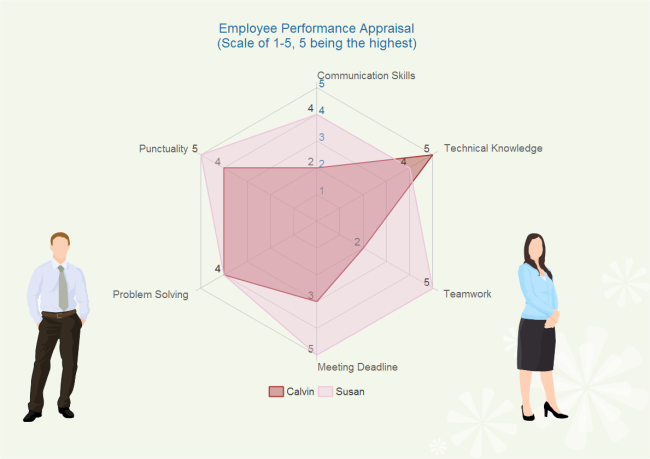 Employee Performance Appraisal
(Scale of 1-5, 5 being the highest)
Communication Skills
5
4 4
3
2 2
1
Punctuality 5
4
5 Technical Knowledge
4
2
Problem Solving
4
5
Teamwork
3
5
Meeting Deadline
Calvin Susan